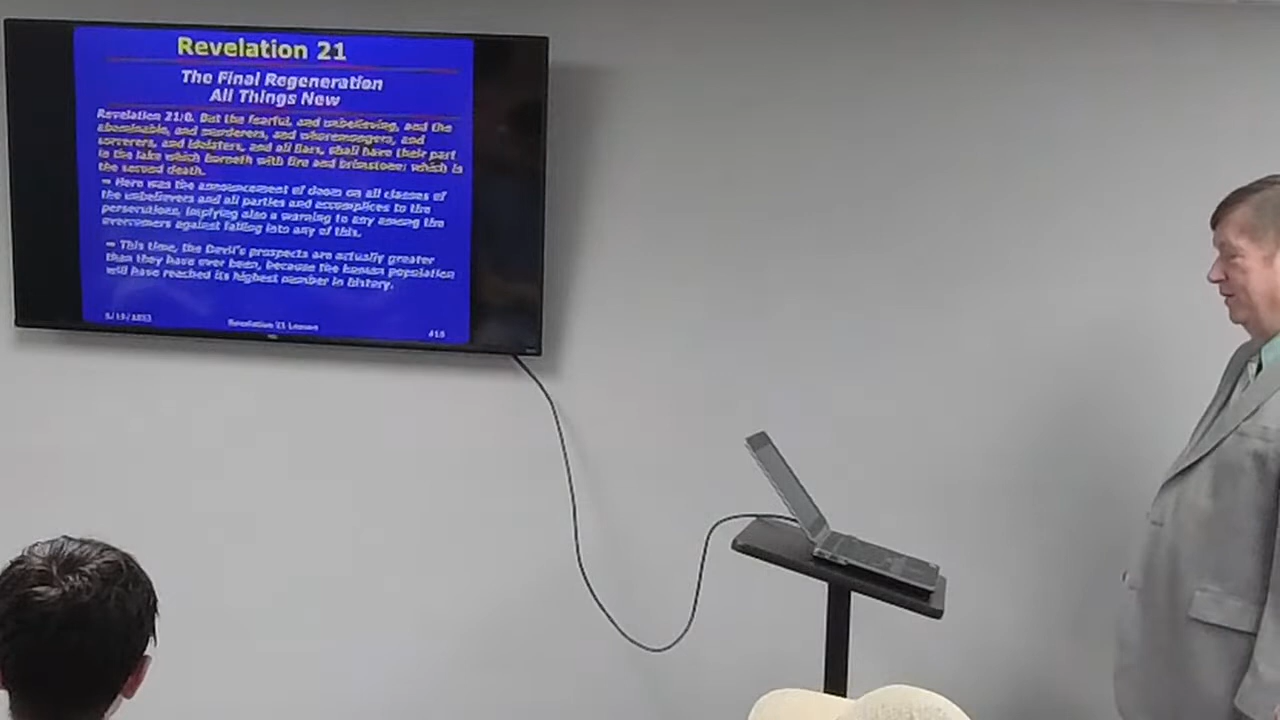 Revelation 21
The Final Regeneration
All Things New
Revelation 21:8. But the fearful, and unbelieving, and the
abominable, and murderers, and whoremongers, and
sorcerers, and idolaters, and all liars, shall have their part
in the lake which burneth with fire and brimstone: which is
the second death.
– Here was the announcement of doom on all classes of
the unbelievers and all parties and accomplices to the
persecutions, implying also a warning to any among the
overcomers against falling into any of this.
– This time, the Devil's prospects are actually greater
than they have ever been, because the human population
will have reached its highest number in history.
Revelation 21 Lesson